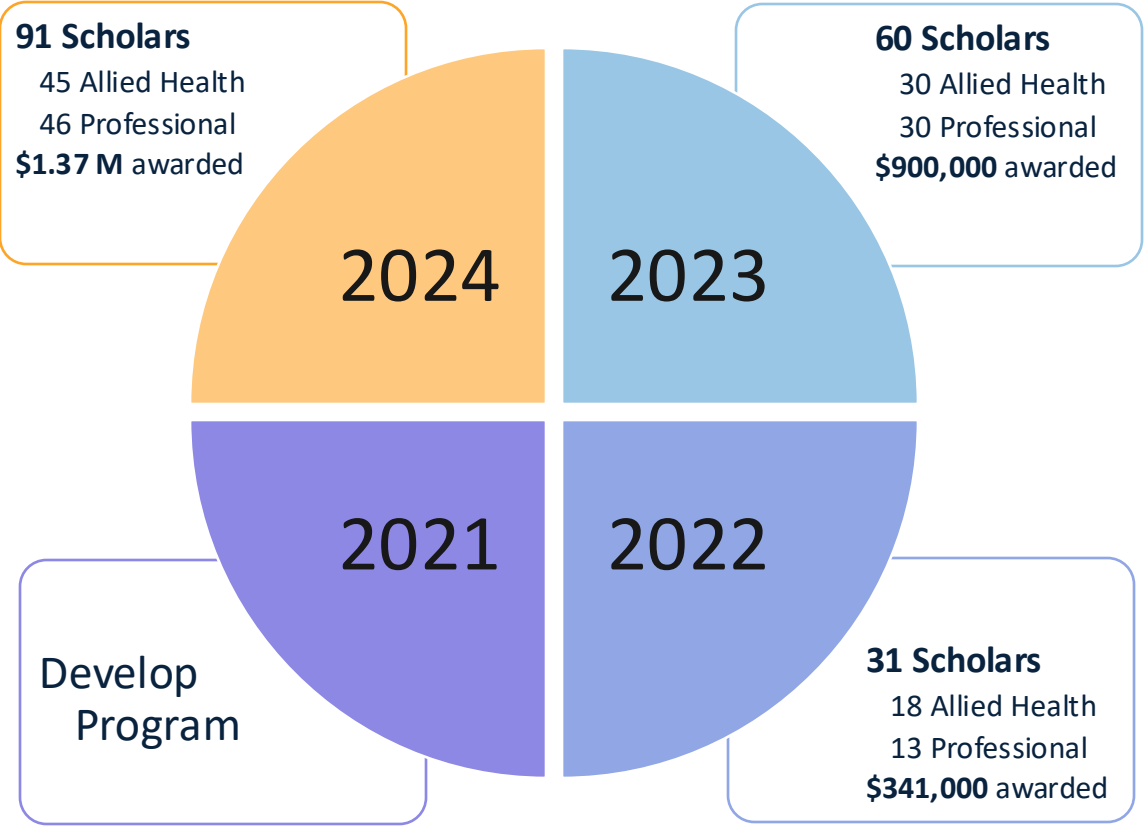 91 Scholars
45 Allied Health
46 Professional
$1.37 M awarded
60 Scholars
30 Allied Health
30 Professional
$900,000 awarded
2024
2023
2021
2022
Develop
Program
31 Scholars
18 Allied Health
13 Professional
$341,000 awarded